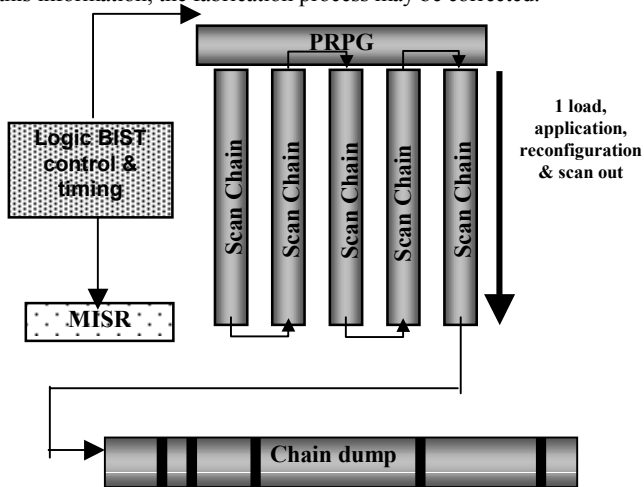 this information, the fabrication process may be corrected.
PRPG
Logic BIST
control &
timing
MISR
Scan Chain
Scan Chain
Scan Chain
Scan Chain
Scan Chain
1 load,
application,
reconfiguration
& scan out
Chain dump